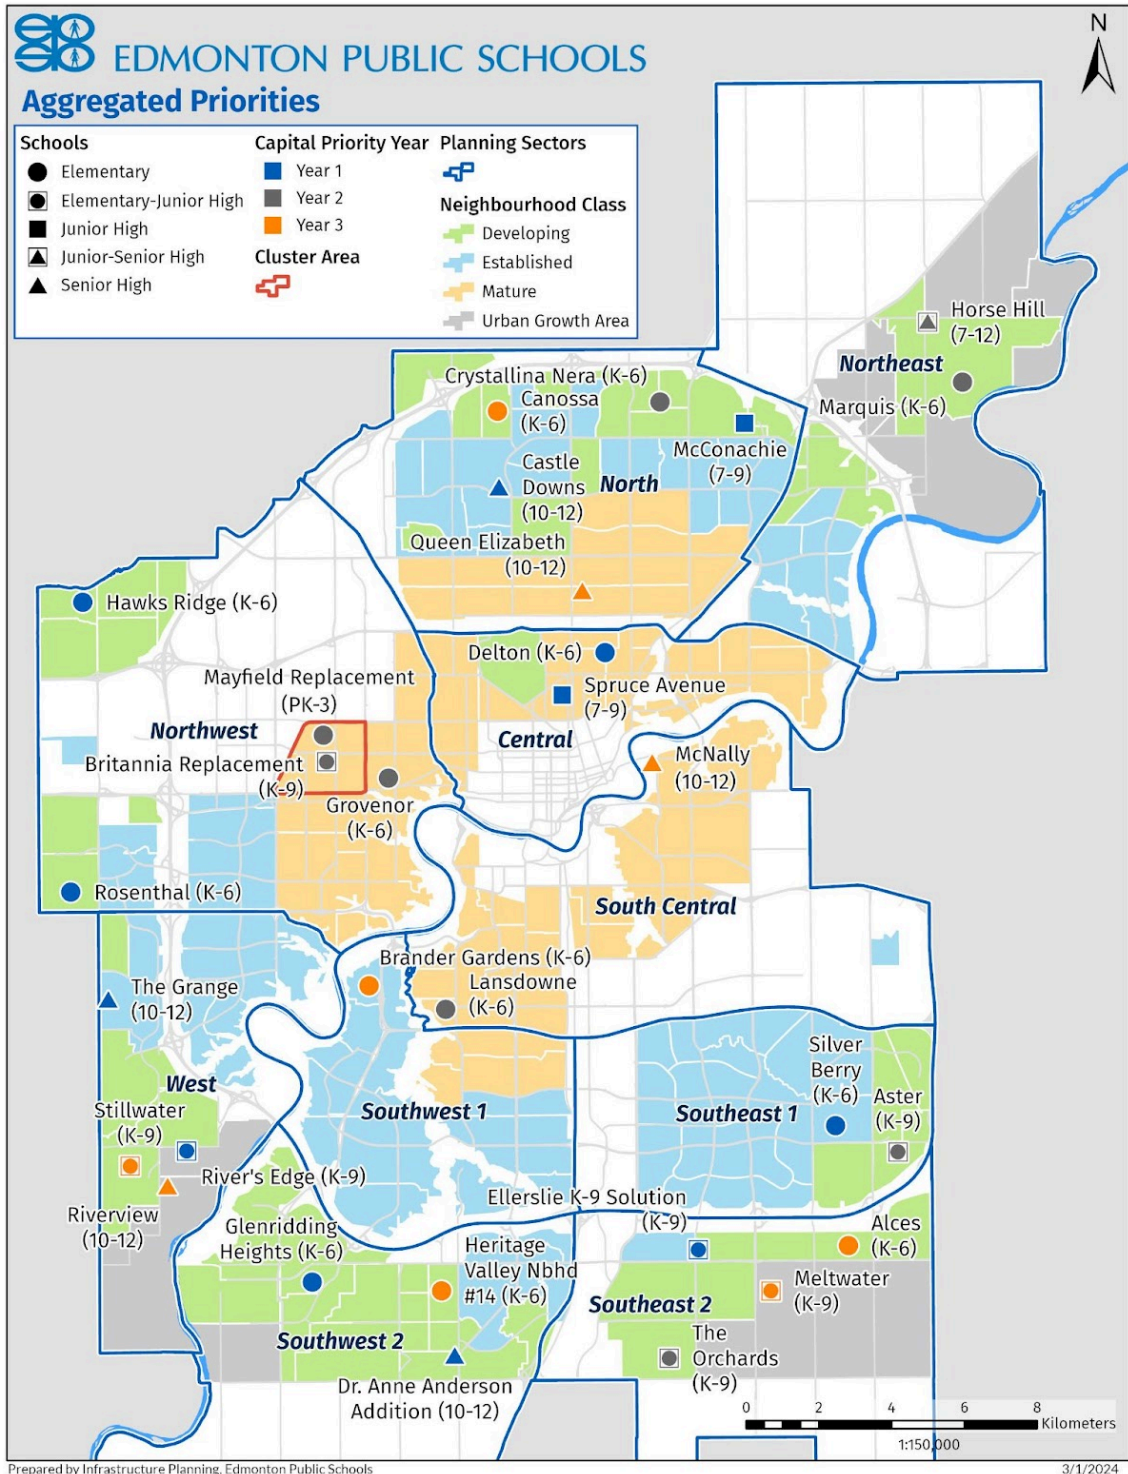 N
EDMONTON PUBLIC SCHOOLS
Aggregated Priorities
Schools
Elementary
Elementary-Junior High
Junior High
Junior-Senior High
Senior High
Capital Priority Year
Year 1
Year 2
Year 3
Cluster Area
Planning Sectors
Neighbourhood Class
Developing
Established
Mature
Urban Growth Area
Horse Hill
(7-12)
Northeast
Marquis (K-6)
Crystallina Nera (K-6)
Canossa
(K-6)
McConachie
(7-9)
Castle
Downs
(10-12)
North
Queen Elizabeth
(10-12)
Hawks Ridge (K-6)
Delton (K-6)
Spruce Avenue
(7-9)
Mayfield Replacement
(PK-3)
Northwest
Britannia Replacement
(K-9)
Central
McNally
(10-12)
Grovenor
(K-6)
Rosenthal (K-6)
South Central
Brander Gardens (K-6)
Lansdowne
(K-6)
The Grange
(10-12)
West
Silver
Berry
(K-6)
Aster
(K-9)
Southwest 1
Southeast 1
Stillwater
(K-9)
River's Edge (K-9)
Riverview
(10-12)
Ellerslie K-9 Solution
(K-9)
Alces
(K-6)
Glenridding
Heights (K-6)
Heritage
Valley Nbhd
#14 (K-6)
Meltwater
(K-9)
Southeast 2
Southwest 2
The
Orchards
(K-9)
Dr. Anne Anderson
Addition (10-12)
0 2 4 6 8
Kilometers
1:150,000
Prepared by Infrastructure Planning, Edmonton Public Schools
3/1/2024